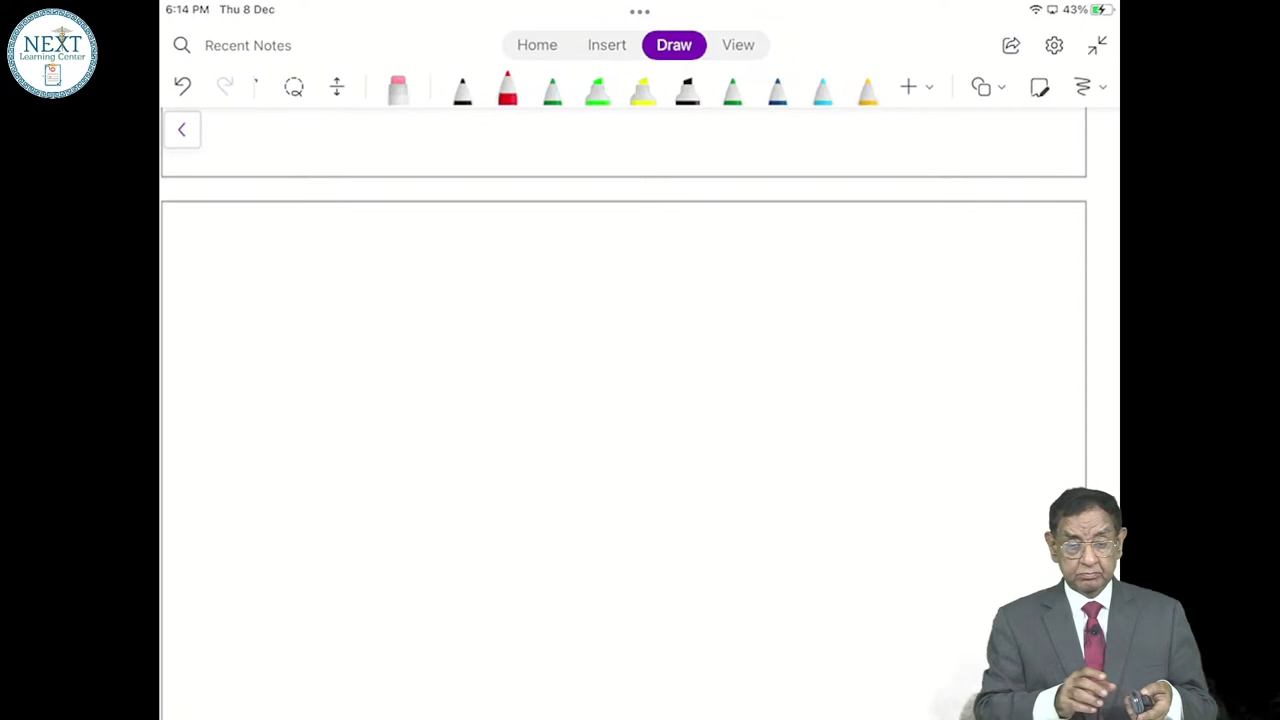 6:14 PM Thu 8 Dec
43%
NEXT
Learning Center
Recent Notes
Home Insert Draw View